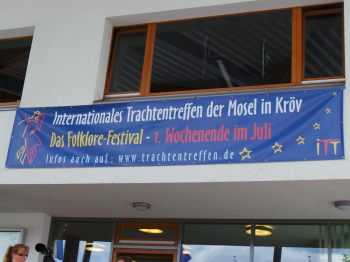 Internationales Trachtentreffen der Mosel in Kröv
Das Folklore-Festival - 1. Wochenende im Juli
Infos auch auf: www.trachtentreffen.de
iTT